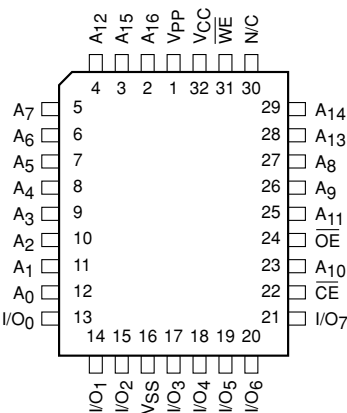 A12 A15 A16 VPP VCC WE N/C
4 3 2 1 32 31 30
A7 5 29 A14
A6 6 28 A13
A5 7 27 A8
A4 8 26 A9
A3 9 25 A11
A2 10 24 OE
A1 11 23 A10
A0 12 22 CE
I/O0 13 21 I/O7
14 15 16 17 18 19 20
I/O1 I/O2 VSS I/O3 I/O4 I/O5 I/O6